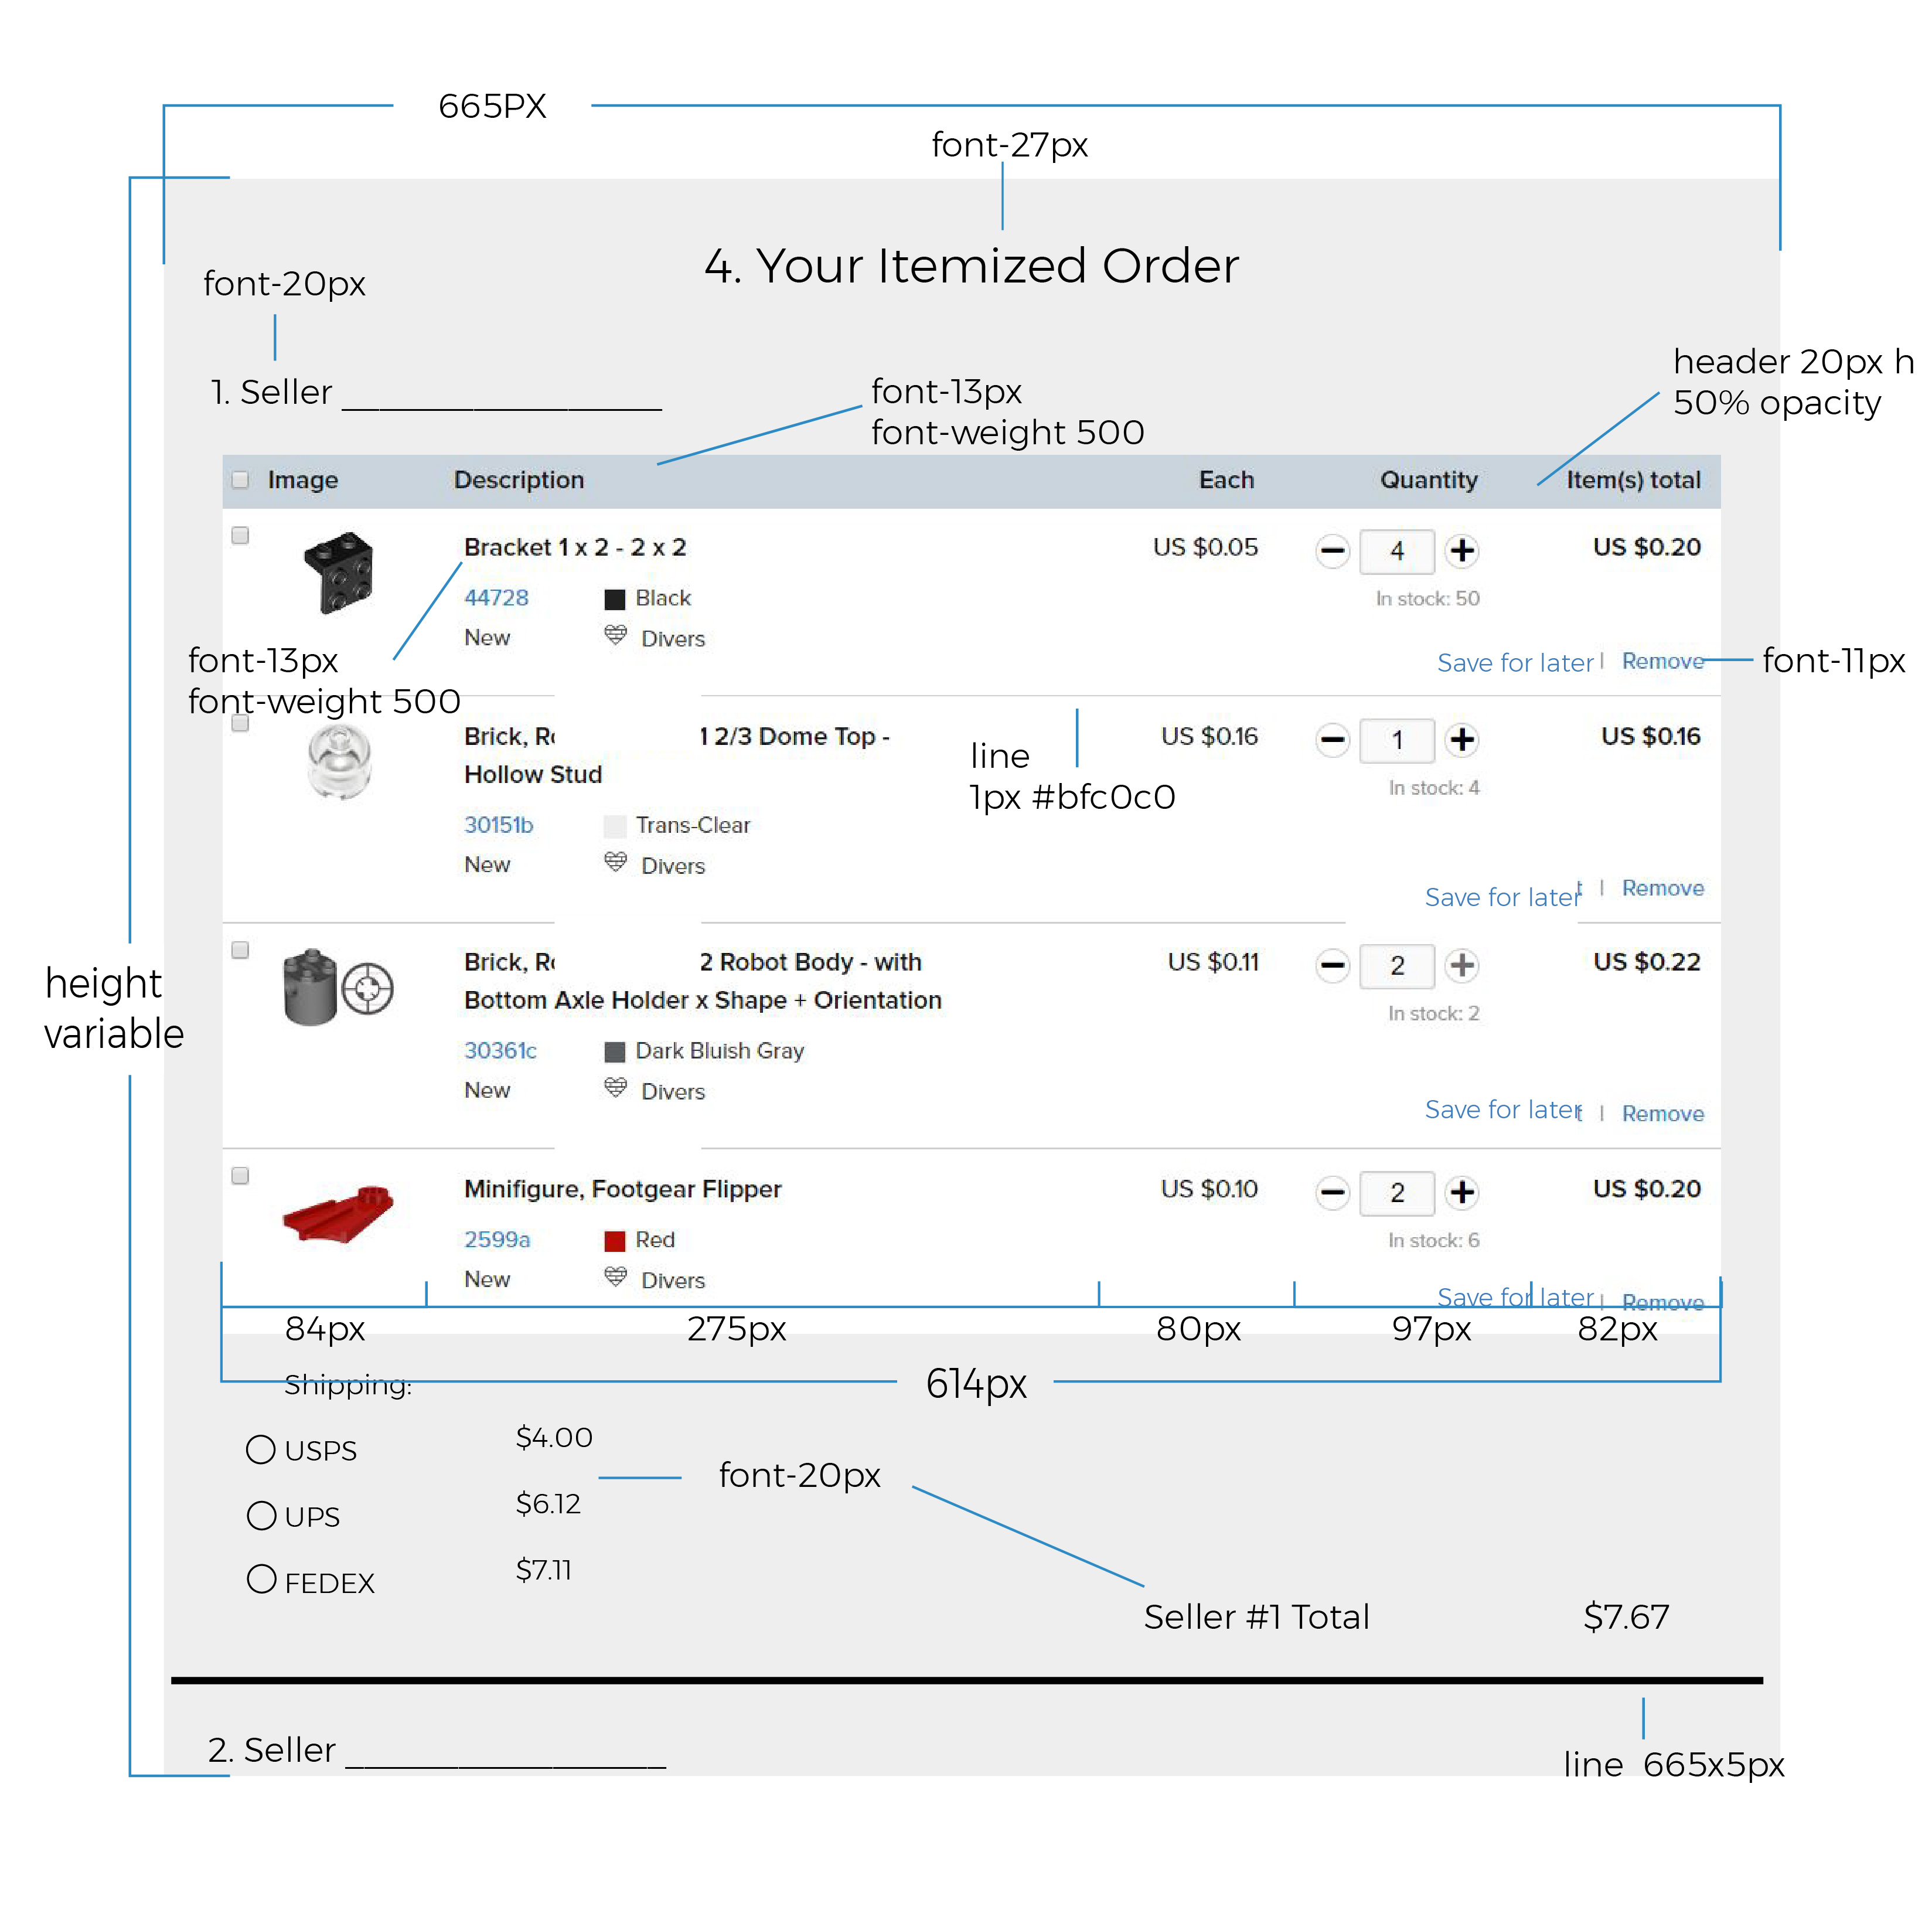 665PX
font-27px
4. Your Itemized Order
font-20px
1. Seller _________________
header 20px h
50% opacity
font-13px
font-weight 500
Image Description Each Quantity Item(s) total
Bracket 1 x 2 - 2 x 2 US $0.05 4 US $0.20
44728 Black In stock: 50
New Divers
Save for later | Remove
font-11px
font-13px
font-weight 500
Brick, Ro 1 2/3 Dome Top - US $0.16 1 US $0.16
Hollow Stud
line
1px #bfc0c0
In stock: 4
30151b Trans-Clear
New Divers
Save for later | Remove
Brick, Ro 2 Robot Body - with US $0.11 2 US $0.22
Bottom Axle Holder x Shape + Orientation
In stock: 2
30361c Dark Bluish Gray
New Divers
Save for later | Remove
height
variable
Minifigure, Footgear Flipper US $0.10 2 US $0.20
2599a Red In stock: 6
New Divers
Save for later | Remove
84px 275px 80px 97px 82px
614px
Shipping:
USPS $4.00
font-20px
UPS $6.12
FEDEX $7.11
Seller #1 Total $7.67
2. Seller _________________
line 665x5px